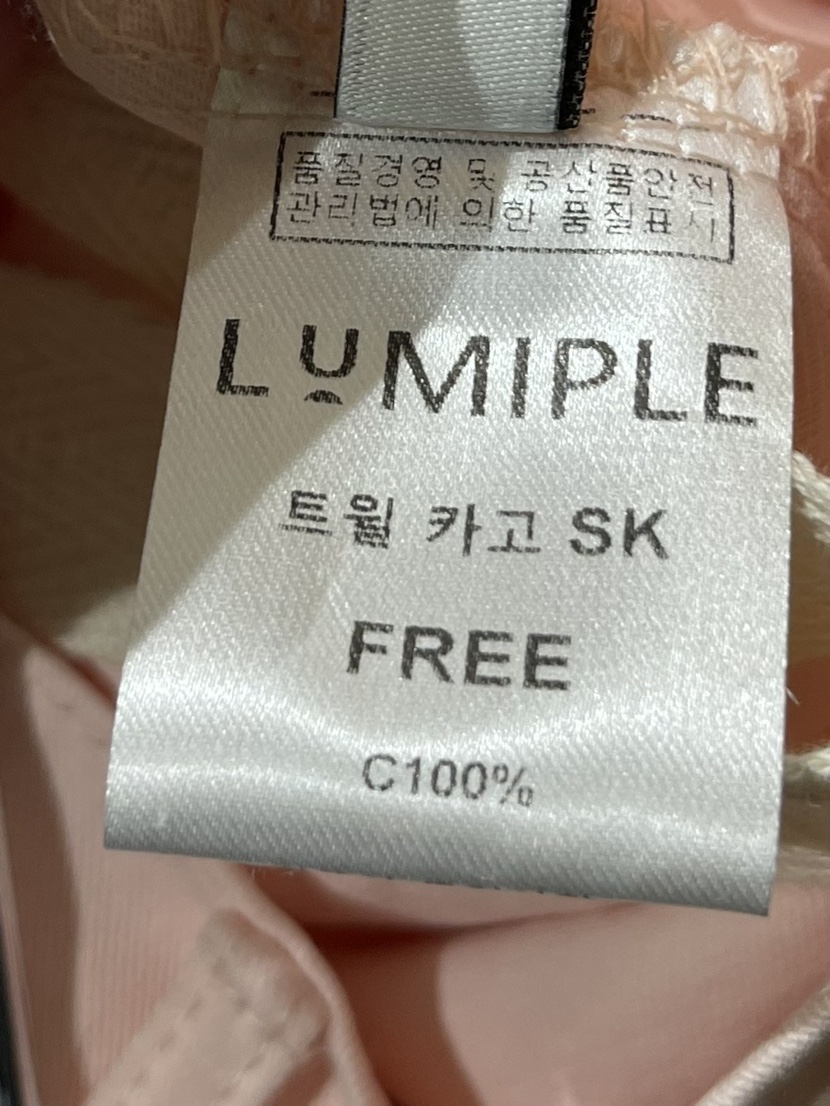 품질경영 및 공산품안전
관리법에 의한 품질표시
LUMIPLE
트윌 카고 SK
FREE
C100%